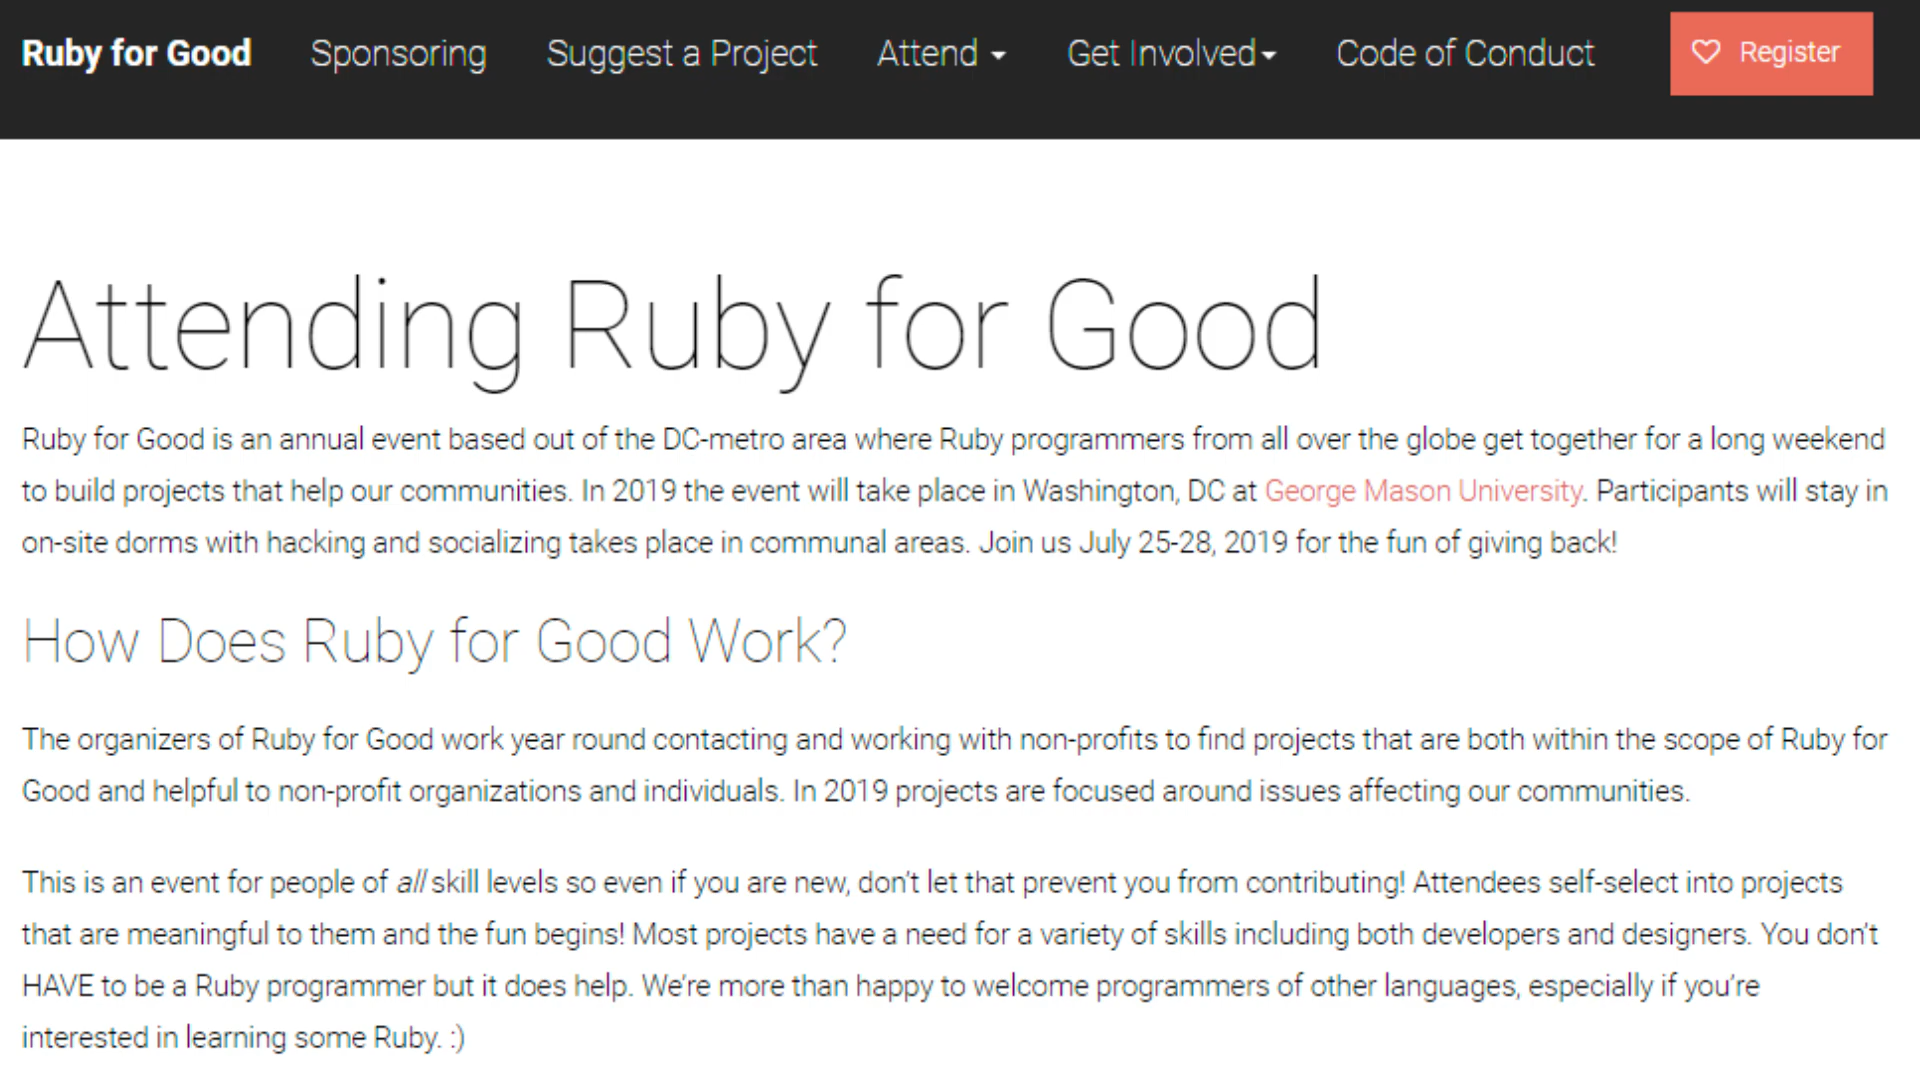 Ruby for Good Sponsoring Suggest a Project Attend Get Involved Code of Conduct Register
Attending Ruby for Good
Ruby for Good is an annual event based out of the DC-metro area where Ruby programmers from all over the globe get together for a long weekend
to build projects that help our communities. In 2019 the event will take place in Washington, DC at George Mason University. Participants will stay in
on-site dorms with hacking and socializing takes place in communal areas. Join us July 25-28, 2019 for the fun of giving back!
How Does Ruby for Good Work?
The organizers of Ruby for Good work year round contacting and working with non-profits to find projects that are both within the scope of Ruby for
Good and helpful to non-profit organizations and individuals. In 2019 projects are focused around issues affecting our communities.
This is an event for people of all skill levels so even if you are new, don't let that prevent you from contributing! Attendees self-select into projects
that are meaningful to them and the fun begins! Most projects have a need for a variety of skills including both developers and designers. You don't
HAVE to be a Ruby programmer but it does help. We're more than happy to welcome programmers of other languages, especially if you're
interested in learning some Ruby. :)